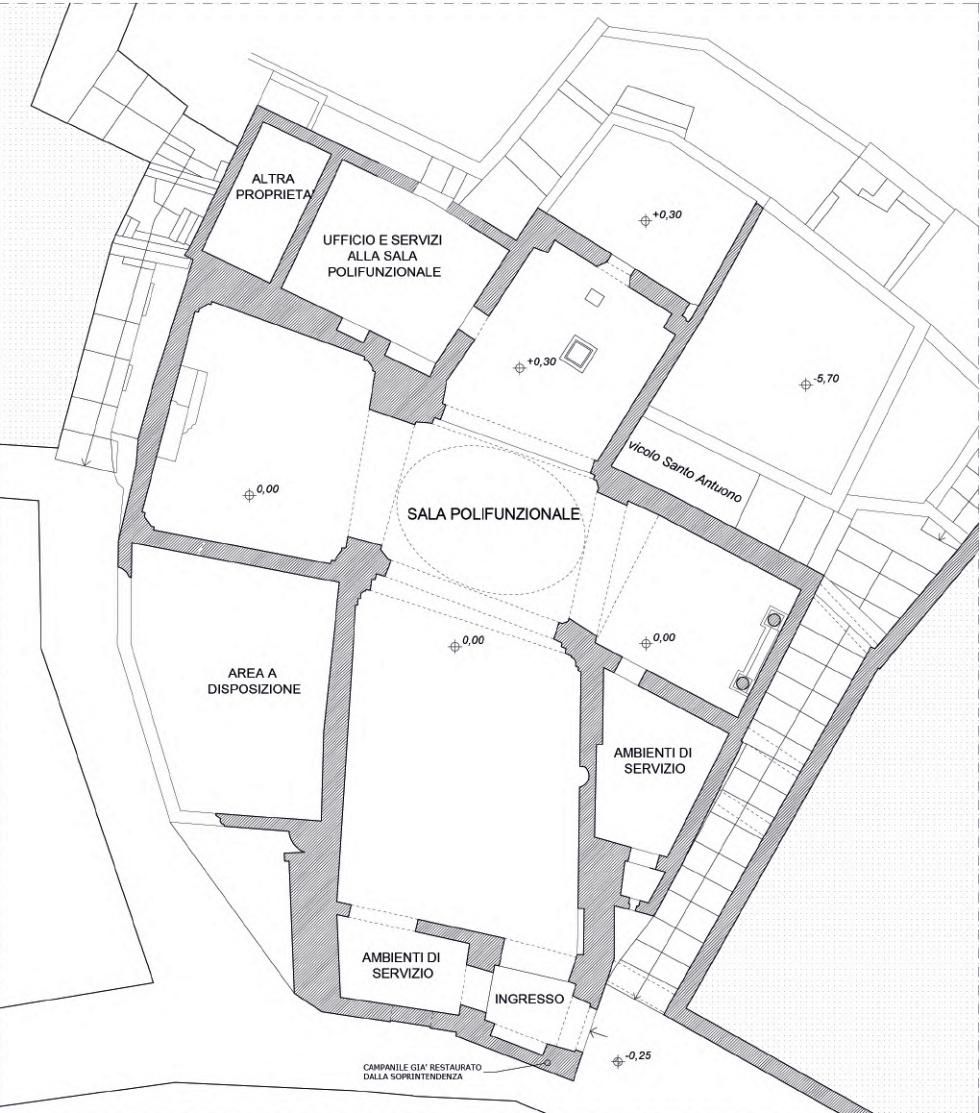 ALTRA
PROPRIETA'
+0,30
UFFICIO E SERVIZI
ALLA SALA
POLIFUNZIONALE
+0,30
-5,70
vicolo Santo Antuono
0,00
SALA POLIFUNZIONALE
0,00
0,00
AREA A
DISPOSIZIONE
AMBIENTI DI
SERVIZIO
AMBIENTI DI
SERVIZIO
INGRESSO
-0,25
CAMPANILE GIA' RESTAURATO
DALLA SOPRINTENDENZA